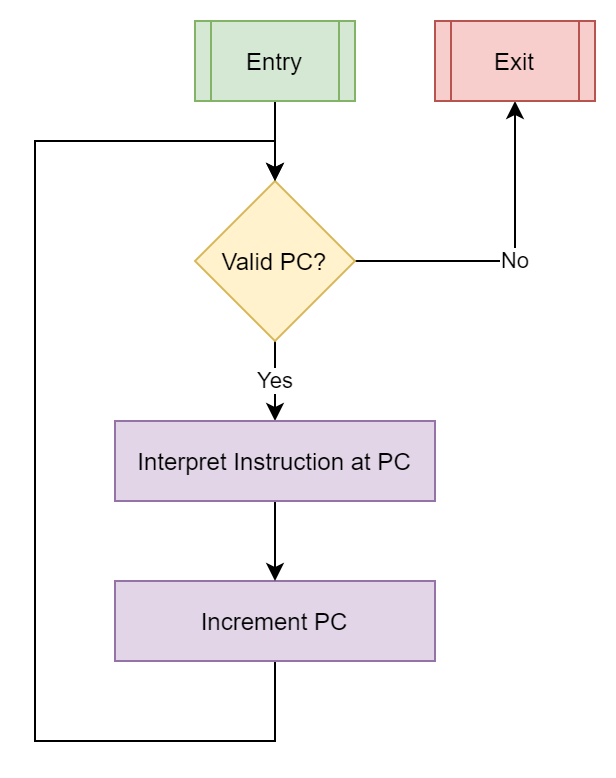 Entry
Exit
Valid PC?
No
Yes
Interpret Instruction at PC
Increment PC